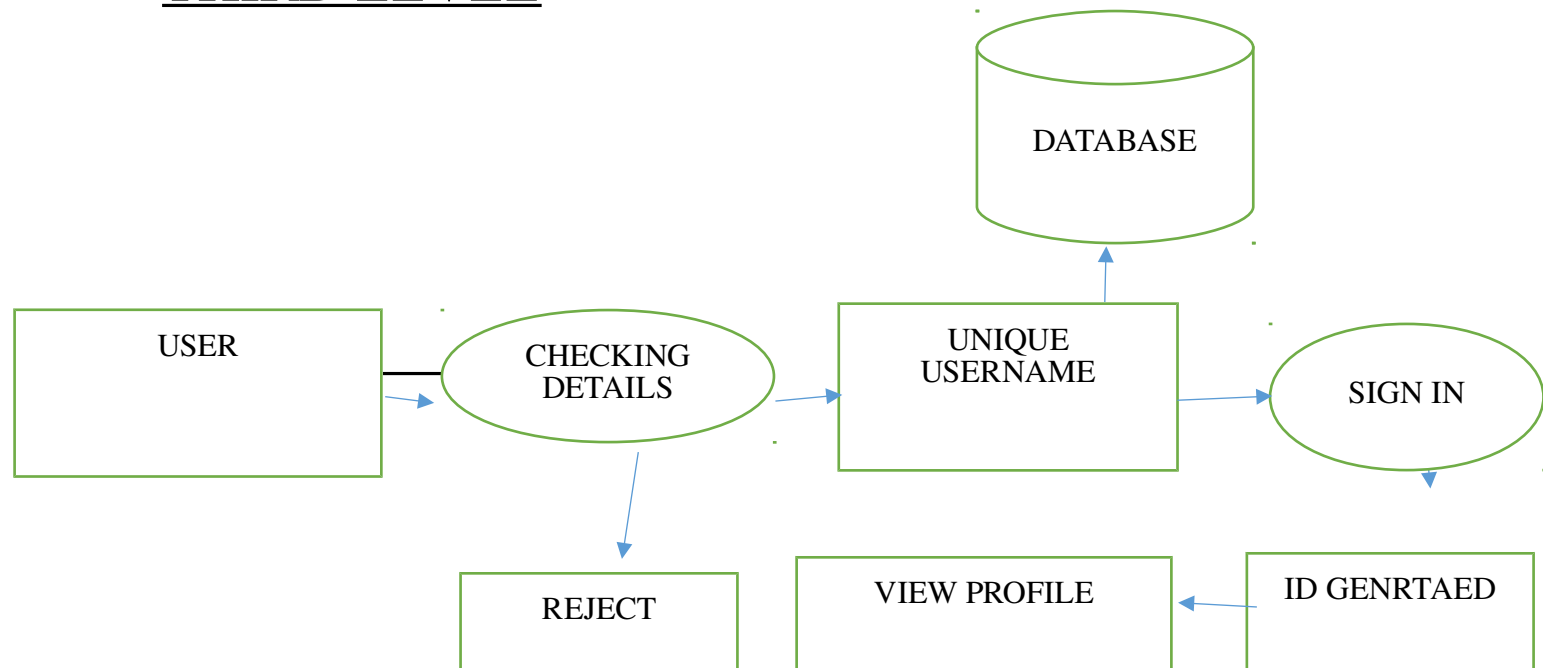 DATABASE
USER
CHECKING
DETAILS
UNIQUE
USERNAME
SIGN IN
REJECT
VIEW PROFILE
ID GENRTAED